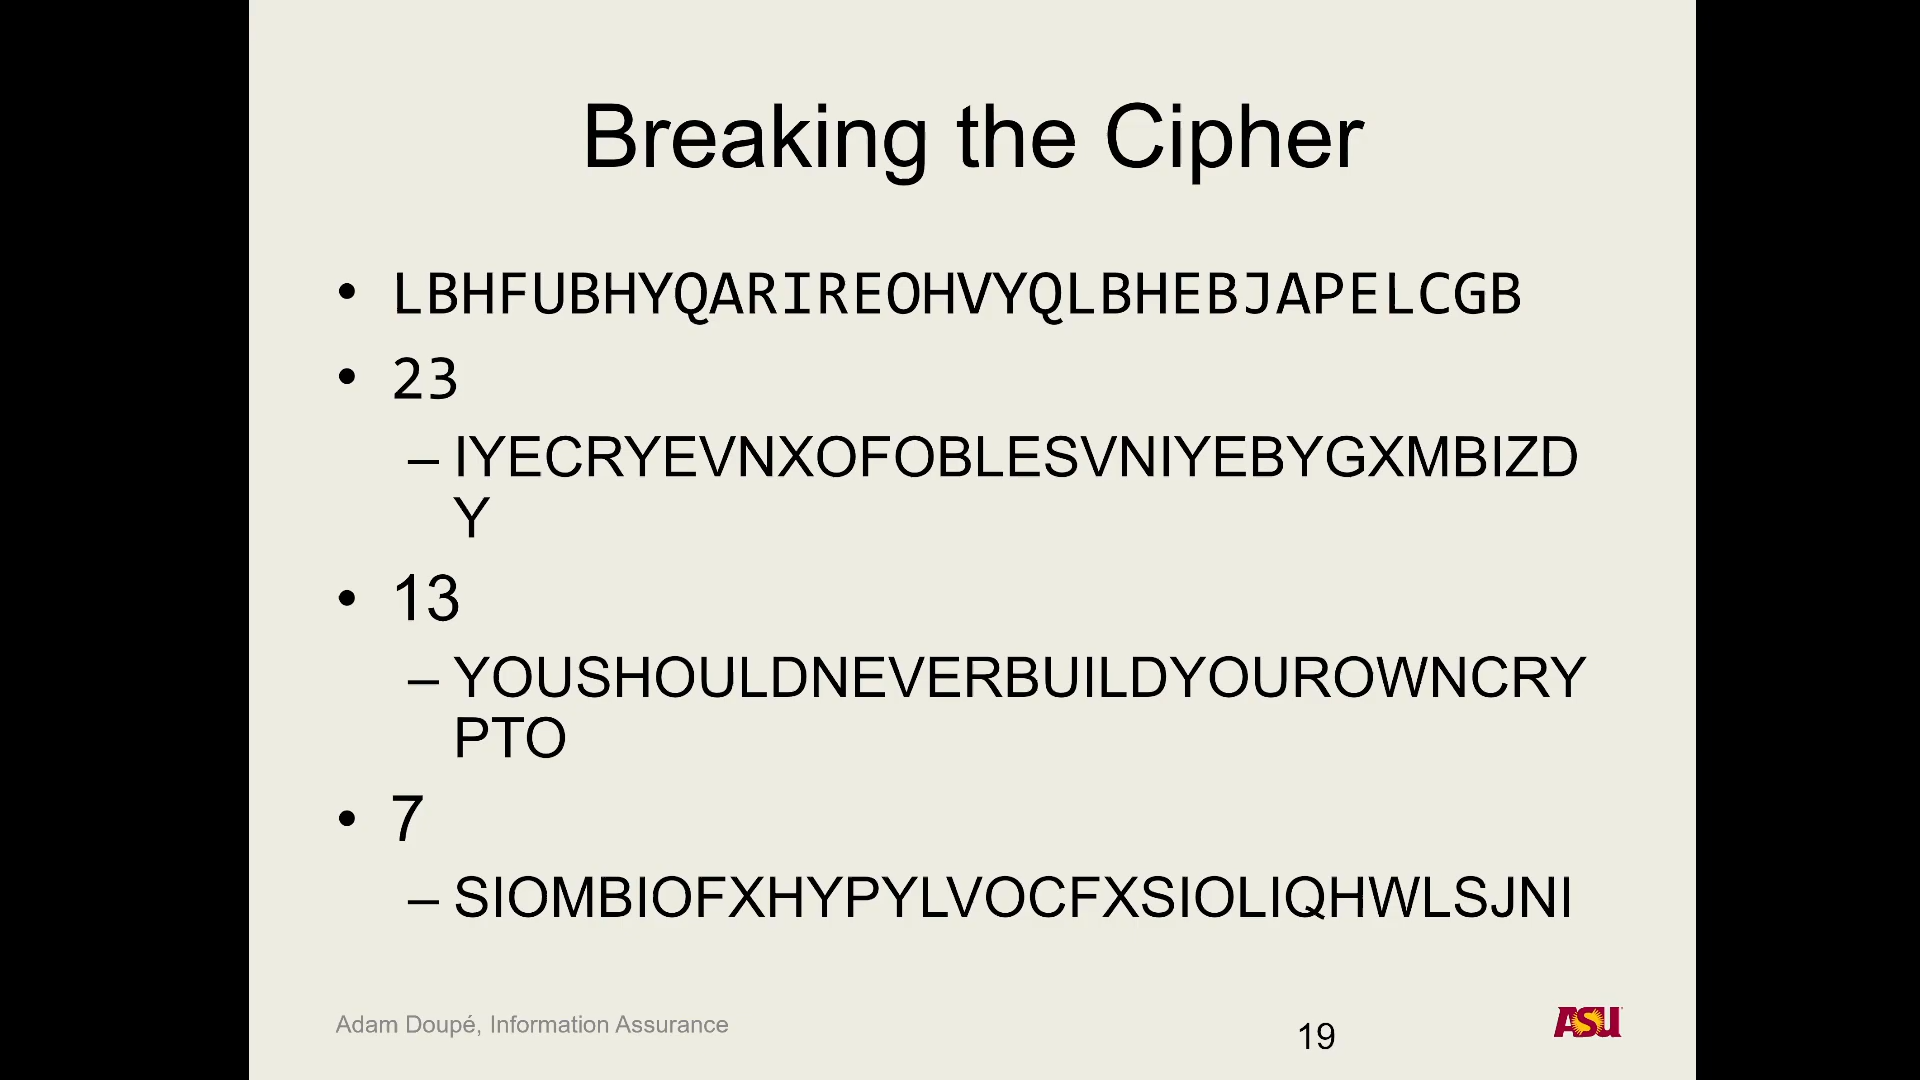 Breaking the Cipher
• LBHFUBHYQARIREOHVYQLBHEBJAPELCGB
• 23
– IYECRYEVNXOFOBLESVNIYEBYGXMBIZD
Y
• 13
– YOUSHOULDNEVERBUILDYOUROWNCRY
PTO
• 7
– SIOMBIOFXHYPYLVOCFXSIOLIQHWLSJNI
Adam Doupé, Information Assurance
19
ASU